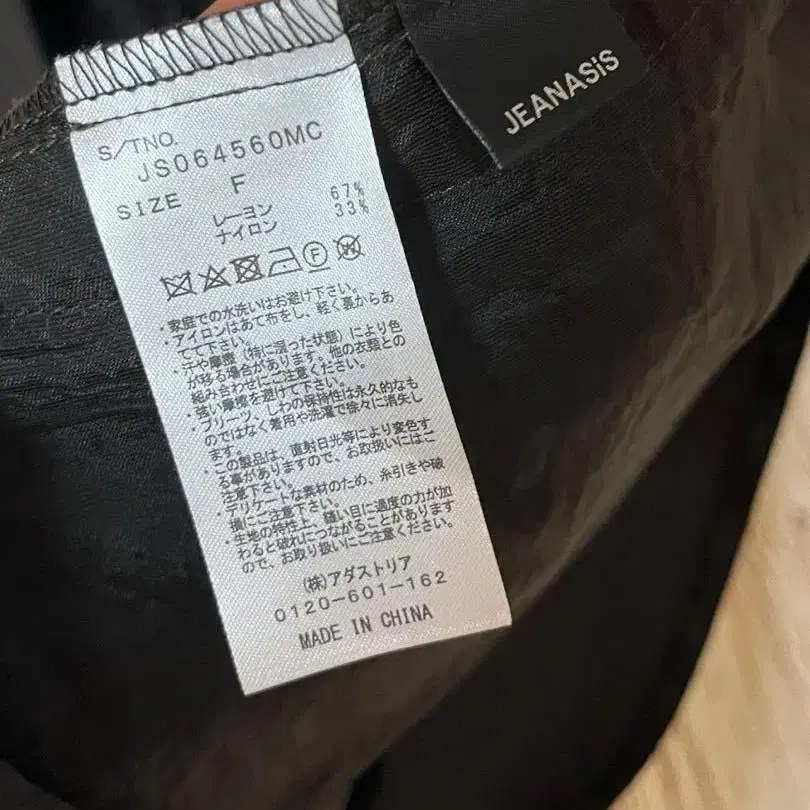 JEANASiS
S/TNO.
JS064560MC
SIZE F
レーヨン 67%
ナイロン 33%
・家庭での水洗いはお避け下さい。
・アイロンはあて布をし、軽く裏からあ
てて下さい。
・汗や摩擦（特に湿った状態）により色
が移る場合があります。他の衣類との
組み合わせにご注意ください。
・強い摩擦を避けて下さい。
・プリーツ、しわの保持性は永久的なも
のではなく着用や洗濯で徐々に消失し
ます。
・この製品は、直射日光等により変色す
る事がありますので、お取扱いにはご
注意下さい。
・デリケートな素材のため、糸引きや破
損にご注意下さい。
・生地の特性上、縫い目に過度の力が加
わると破れにつながることがあります
ので、お取り扱いにご注意ください。
(株)アダストリア
0120-601-162
MADE IN CHINA